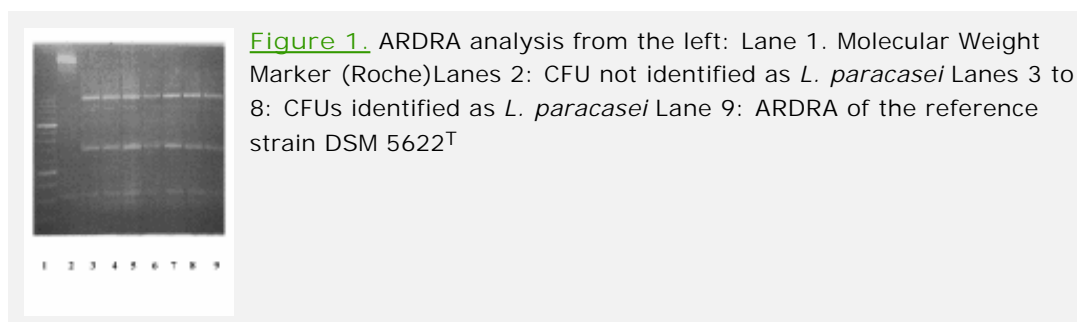 Figure 1. ARDRA analysis from the left: Lane 1. Molecular Weight
Marker (Roche)Lanes 2: CFU not identified as L. paracasei Lanes 3 to
8: CFUs identified as L. paracasei Lane 9: ARDRA of the reference
strain DSM 5622T
1 2 3 4 5 6 7 8 9